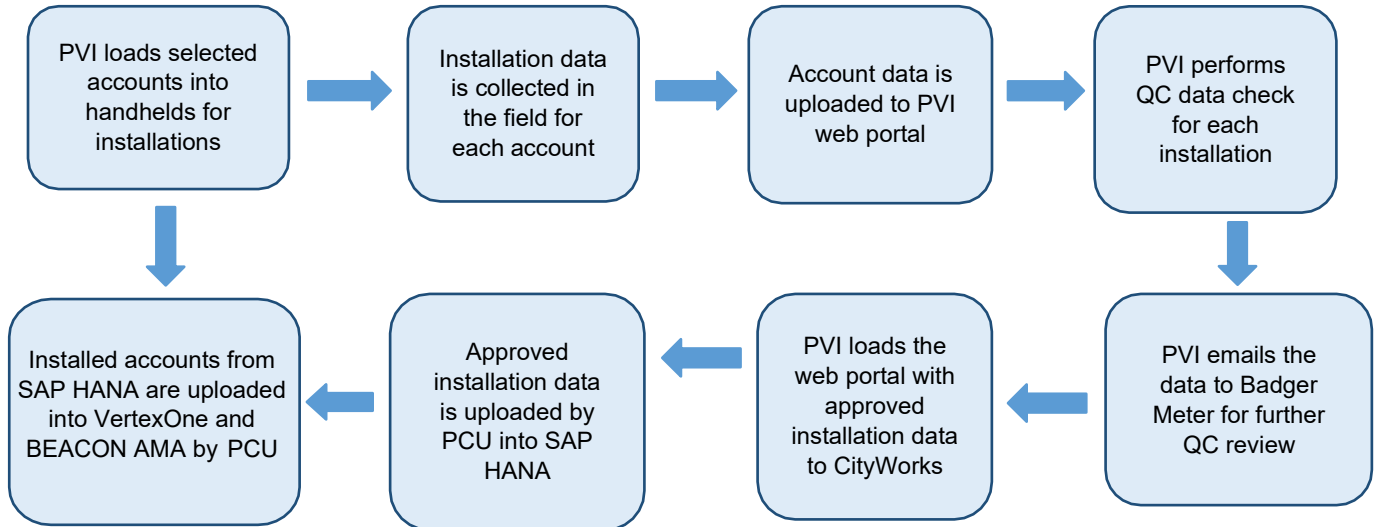 PVI loads selected
accounts into
handhelds for
installations
Installation data
is collected in
the field for
each account
Account data is
uploaded to PVI
web portal
PVI performs
QC data check
for each
installation
PVI emails the
data to Badger
Meter for further
QC review
PVI loads the
web portal with
approved
installation data
to CityWorks
Approved
installation data
is uploaded by
PCU into SAP
HANA
Installed accounts from
SAP HANA are uploaded
into VertexOne and
BEACON AMA by PCU